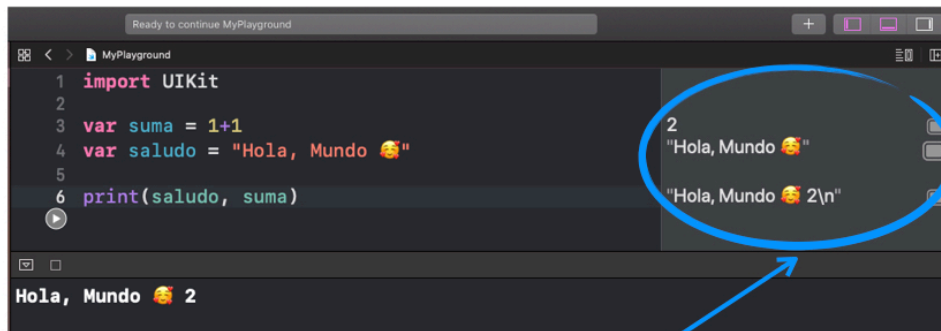 Ready to continue MyPlayground
MyPlayground
1 import UIKit
2
3 var suma = 1+1
4 var saludo = "Hola, Mundo 🥰"
5
6 print(saludo, suma)
2
"Hola, Mundo 🥰"
"Hola, Mundo 🥰 2\n"
Hola, Mundo 🥰 2